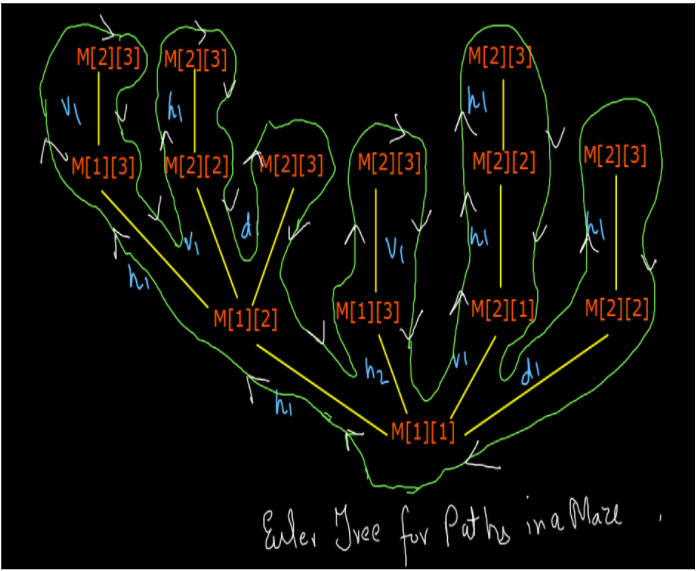 M[2][3] M[2][3] M[2][3]
v1 h1 h1
M[1][3] M[2][2] M[2][3] M[2][3] M[2][2] M[2][3]
h1 v1 d v1 h1 h1
M[1][2] M[1][3] M[2][1] M[2][2]
h1 h2 v1 d1
M[1][1]
Euler Tree for Paths in a Maze .